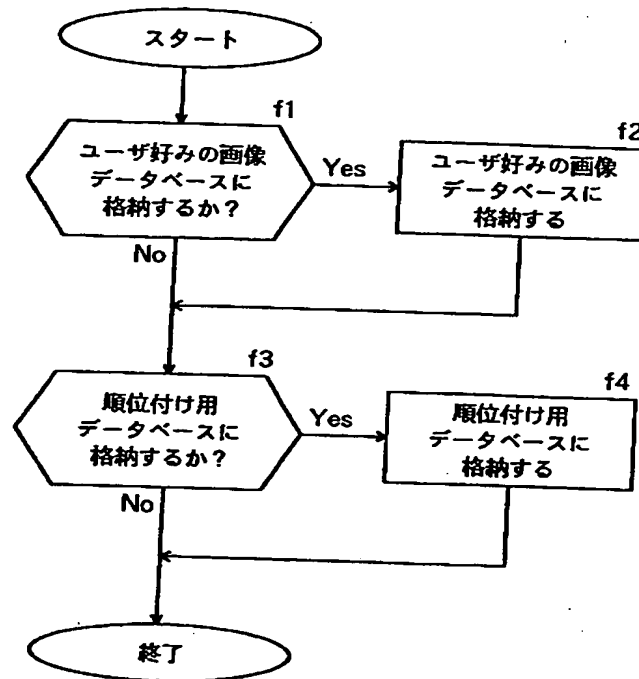 スタート
f1
ユーザ好みの画像
データベースに
格納するか？
Yes
f2
ユーザ好みの画像
データベースに
格納する
No
f3
順位付け用
データベースに
格納するか？
Yes
f4
順位付け用
データベースに
格納する
No
終了